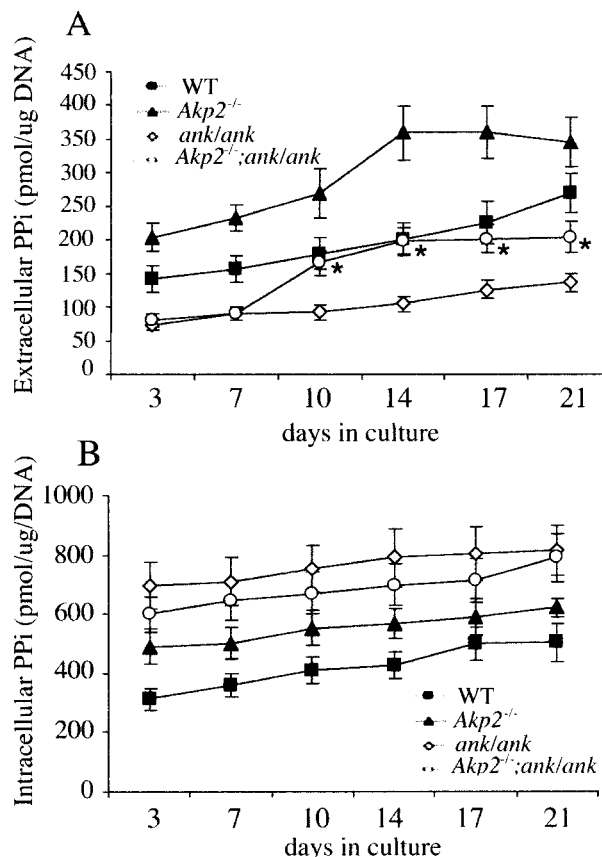 A
Extracellular PPi (pmol/ug DNA)
450
400
350
300
250
200
150
100
50
0
WT
Akp2-/-
ank/ank
Akp2-/-;ank/ank
*
*
*
*
3 7 10 14 17 21
days in culture
B
Intracellular PPi (pmol/ug/DNA)
1000
800
600
400
200
0
WT
Akp2-/-
ank/ank
Akp2-/-;ank/ank
3 7 10 14 17 21
days in culture